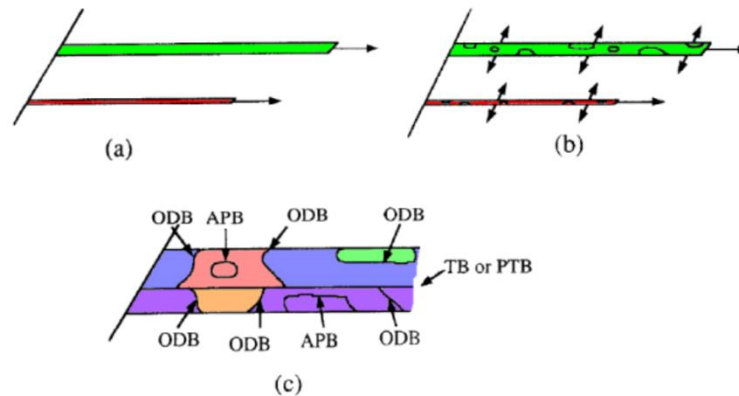 (a)
(b)
ODB APB ODB ODB
TB or PTB
ODB ODB APB ODB
(c)